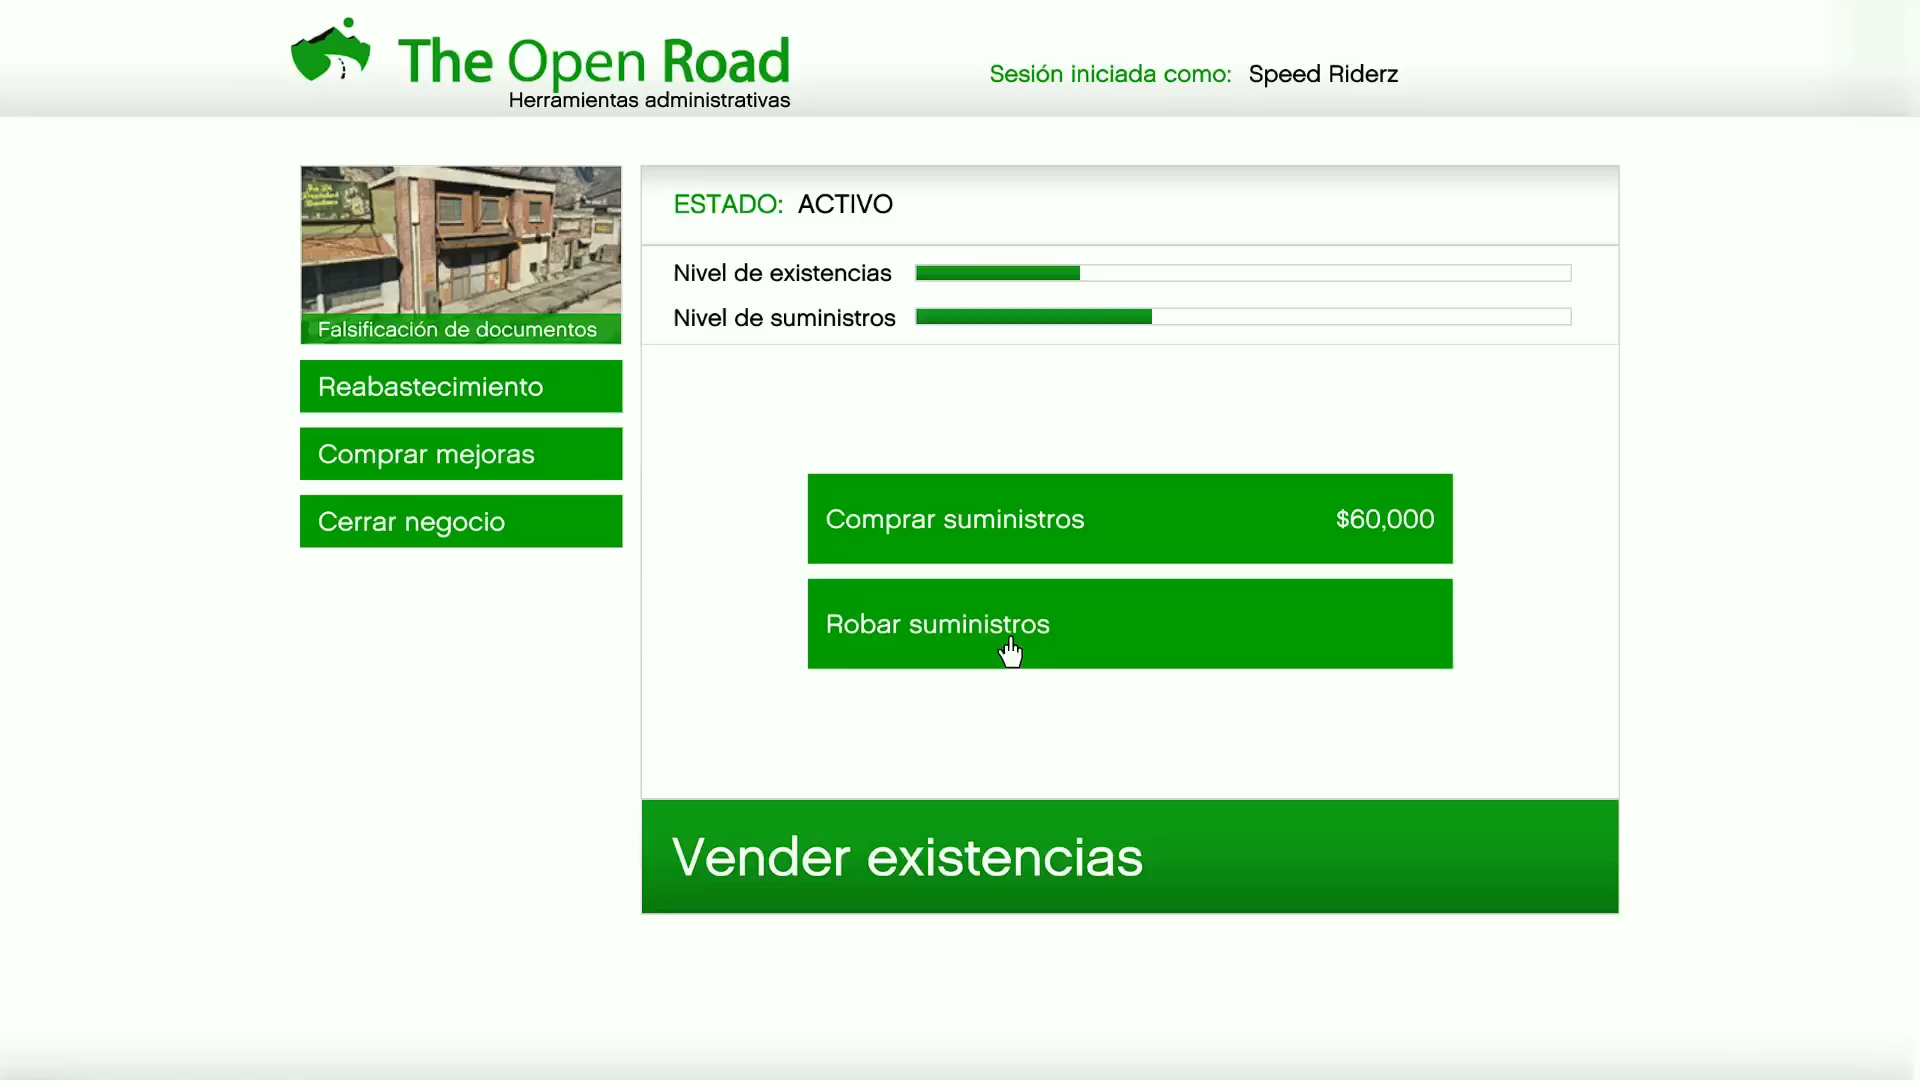 The Open Road
Herramientas administrativas
Sesión iniciada como: Speed Riderz
Falsificación de documentos
Reabastecimiento
Comprar mejoras
Cerrar negocio
ESTADO: ACTIVO
Nivel de existencias
Nivel de suministros
Comprar suministros $60,000
Robar suministros
Vender existencias